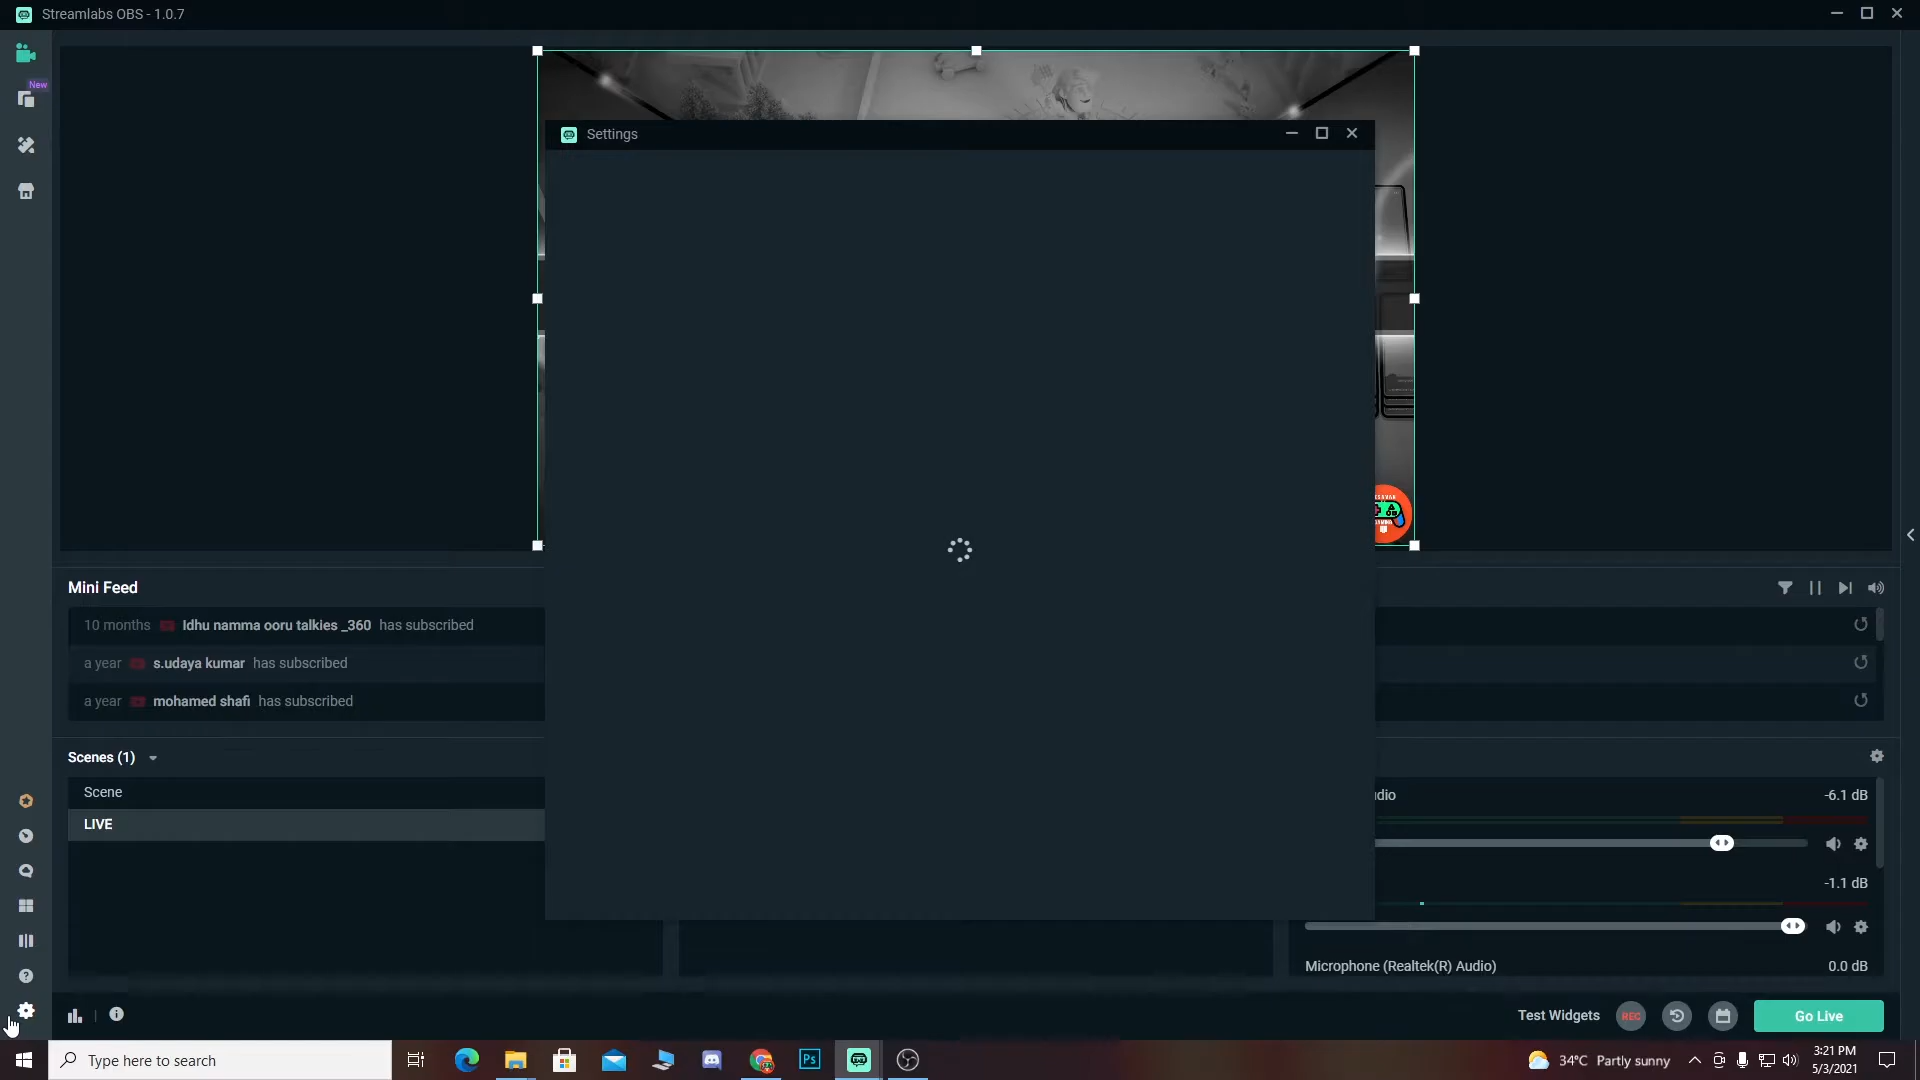 Streamlabs OBS - 1.0.7
New
Settings
Mini Feed
10 months Idhu namma ooru talkies _360 has subscribed
a year s.udaya kumar has subscribed
a year mohamed shafi has subscribed
Scenes (1)
Scene
LIVE
dio -6.1 dB
-1.1 dB
Microphone (Realtek(R) Audio) 0.0 dB
Test Widgets REC Go Live
Type here to search
Ps
34°C Partly sunny
3:21 PM
5/3/2021